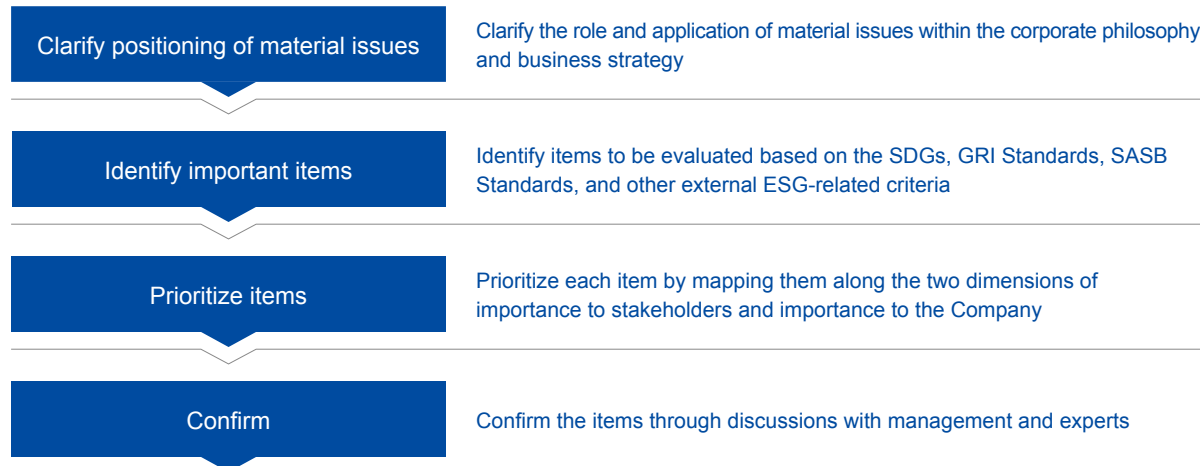 Clarify positioning of material issues
Clarify the role and application of material issues within the corporate philosophy
and business strategy
Identify important items
Identify items to be evaluated based on the SDGs, GRI Standards, SASB
Standards, and other external ESG-related criteria
Prioritize items
Prioritize each item by mapping them along the two dimensions of
importance to stakeholders and importance to the Company
Confirm
Confirm the items through discussions with management and experts